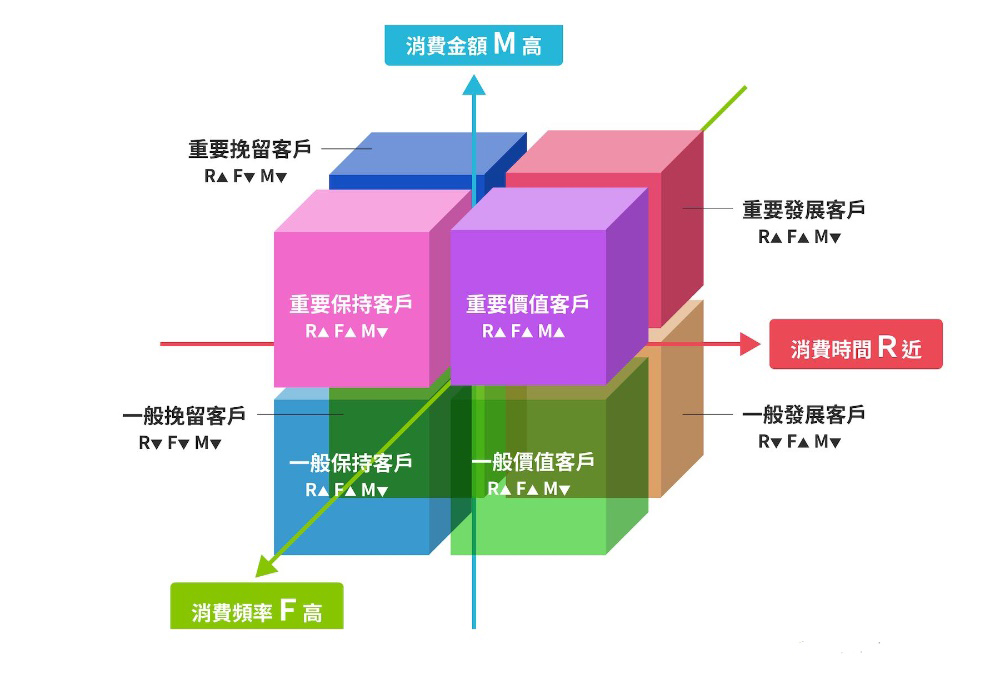 消費金額 M 高
重要挽留客戶
R▲ F▼ M▼
重要發展客戶
R▲ F▲ M▼
重要保持客戶
R▲ F▲ M▼
重要價值客戶
R▲ F▲ M▲
消費時間 R 近
一般挽留客戶
R▼ F▼ M▼
一般發展客戶
R▼ F▲ M▼
一般保持客戶
R▲ F▲ M▼
一般價值客戶
R▲ F▲ M▼
消費頻率 F 高